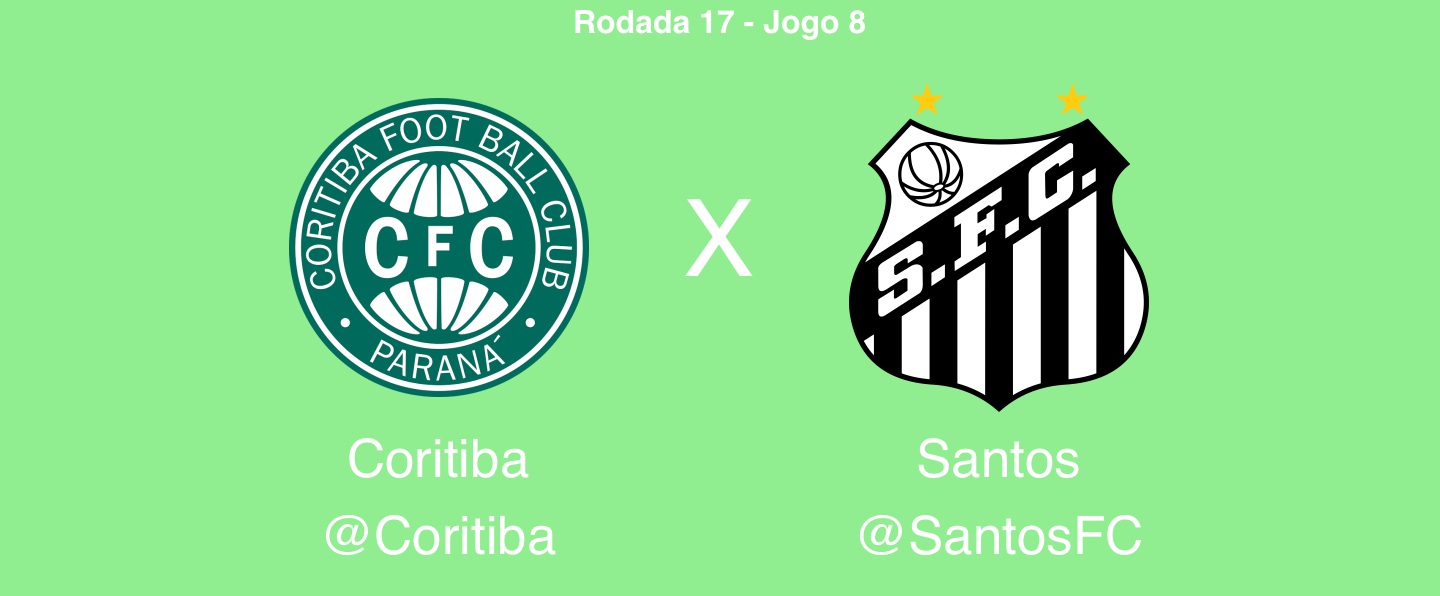 Rodada 17 - Jogo 8
CORITIBA FOOT BALL CLUB
CFC
PARANÁ
S.F.C.
X
Coritiba
Santos
@Coritiba
@SantosFC